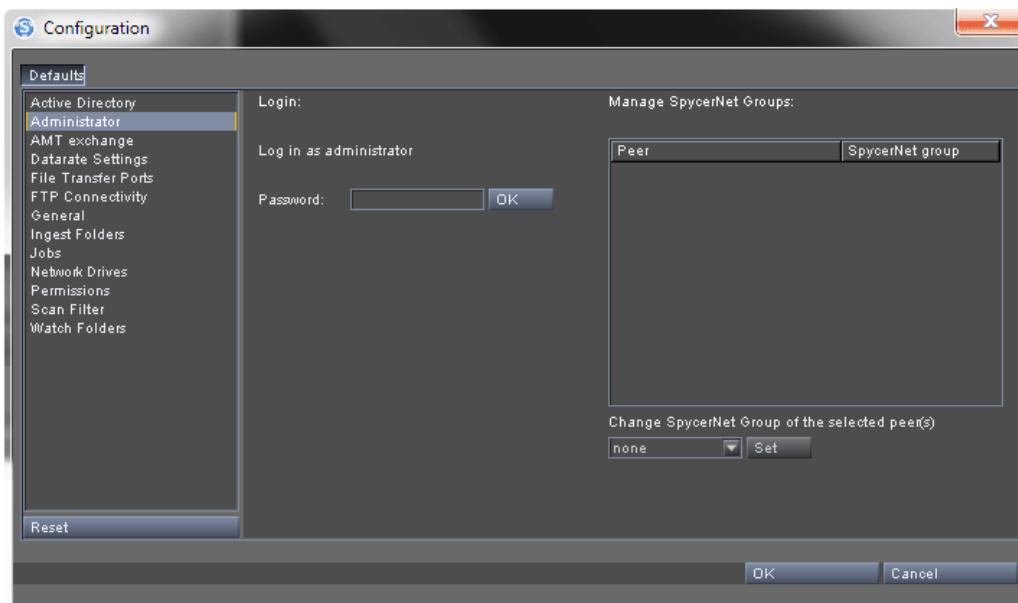 Configuration
Defaults
Active Directory
Administrator
AMT exchange
Datarate Settings
File Transfer Ports
FTP Connectivity
General
Ingest Folders
Jobs
Network Drives
Permissions
Scan Filter
Watch Folders
Reset
Login:
Log in as administrator
Password:
OK
Manage SpycerNet Groups:
Peer
SpycerNet group
Change SpycerNet Group of the selected peer(s)
none
Set
OK
Cancel